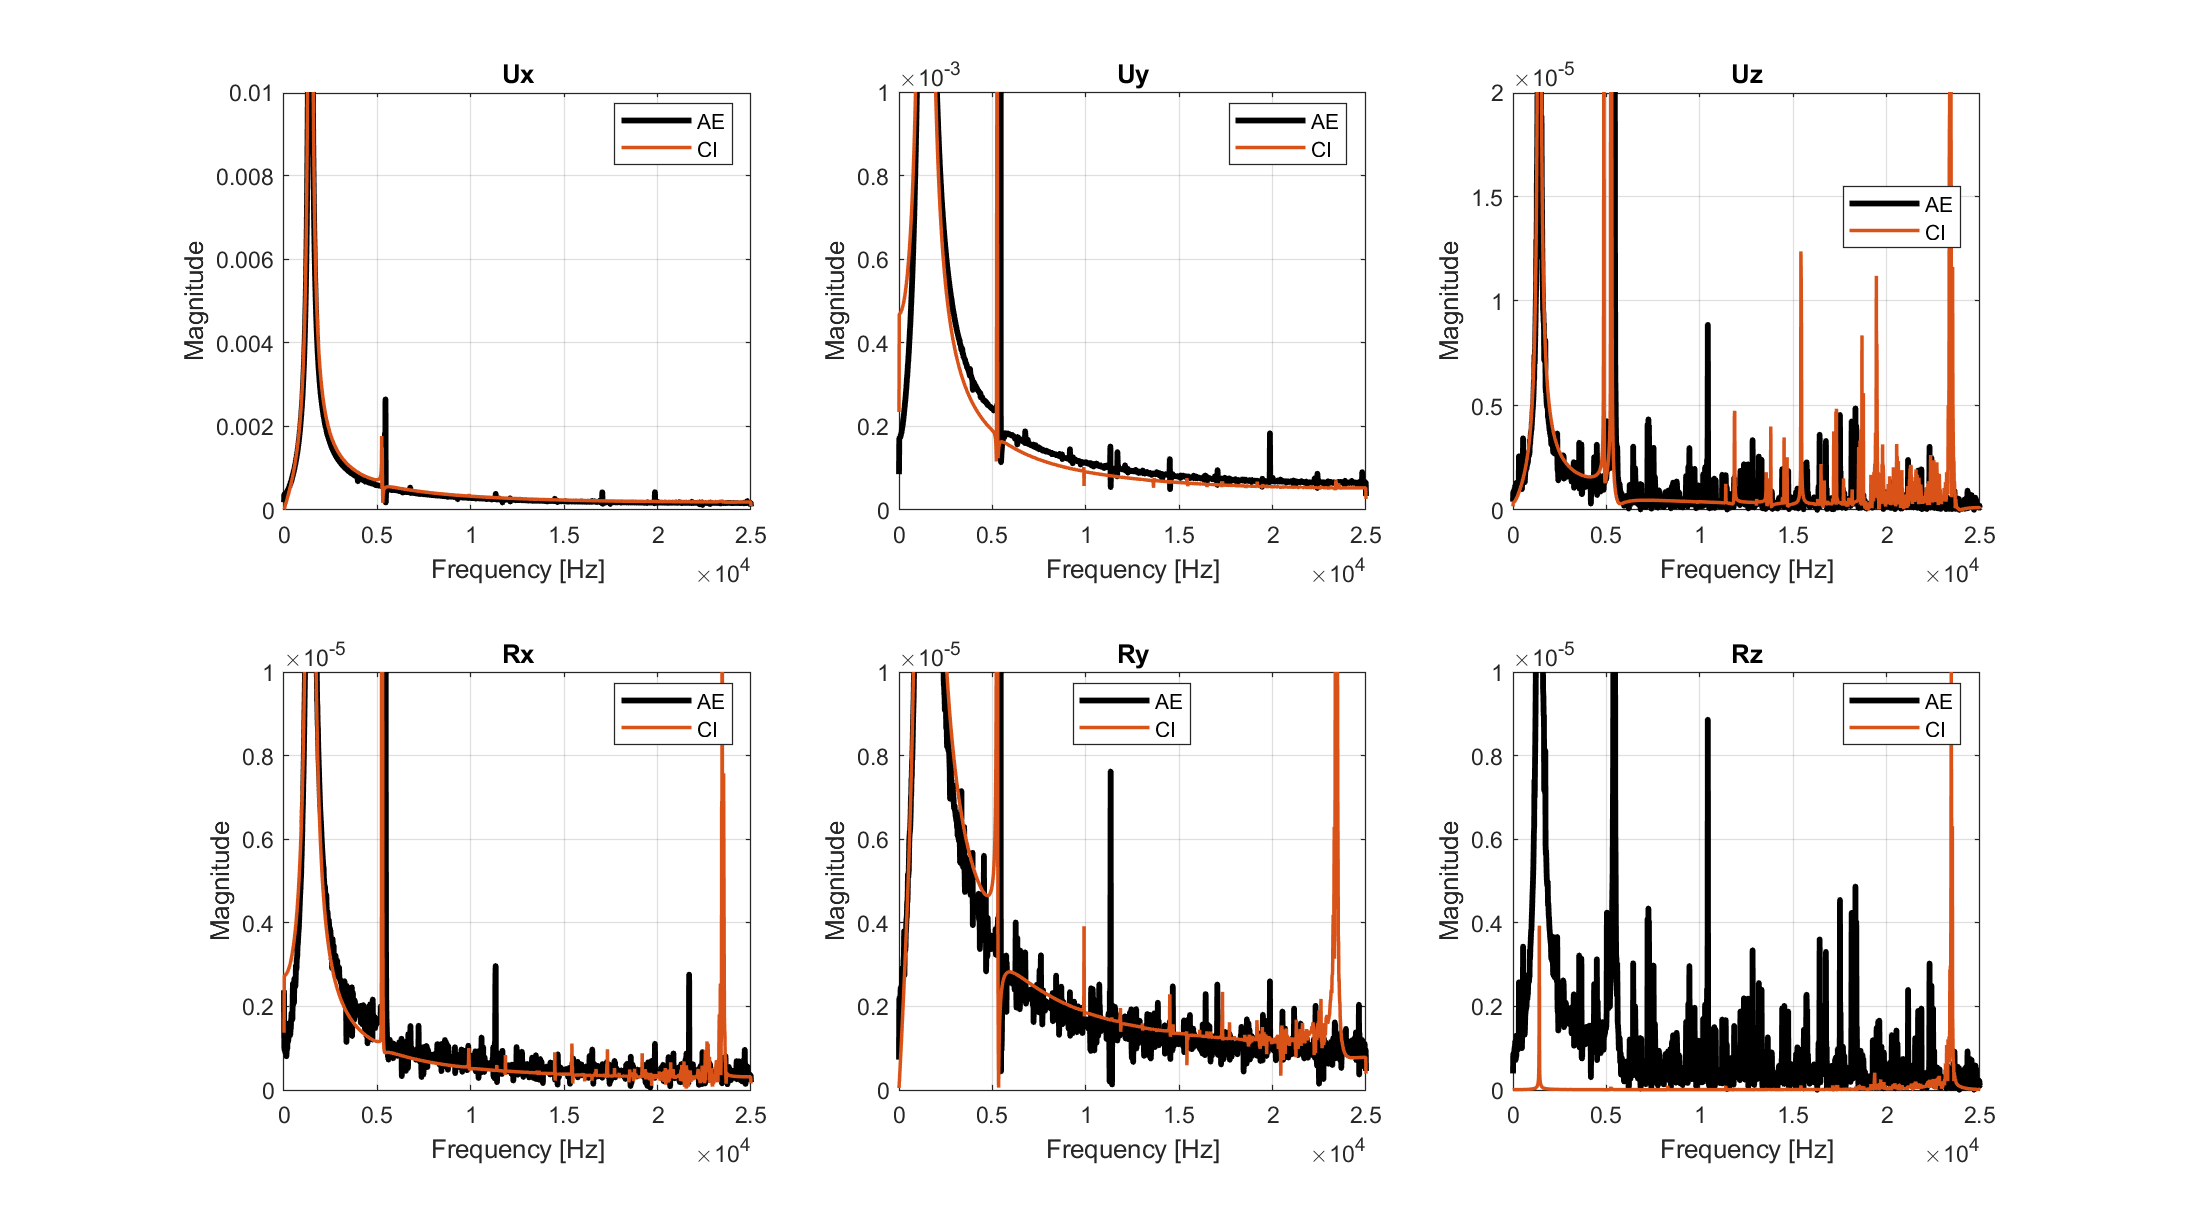 Ux
0.01
0.008
0.006
0.004
0.002
0
Magnitude
AE
CI
0 0.5 1 1.5 2 2.5
Frequency [Hz]
×10^4
Uy
×10^-3
1
0.8
0.6
0.4
0.2
0
Magnitude
AE
CI
0 0.5 1 1.5 2 2.5
Frequency [Hz]
×10^4
Uz
×10^-5
2
1.5
1
0.5
0
Magnitude
AE
CI
0 0.5 1 1.5 2 2.5
Frequency [Hz]
×10^4
Rx
×10^-5
1
0.8
0.6
0.4
0.2
0
Magnitude
AE
CI
0 0.5 1 1.5 2 2.5
Frequency [Hz]
×10^4
Ry
×10^-5
1
0.8
0.6
0.4
0.2
0
Magnitude
AE
CI
0 0.5 1 1.5 2 2.5
Frequency [Hz]
×10^4
Rz
×10^-5
1
0.8
0.6
0.4
0.2
0
Magnitude
AE
CI
0 0.5 1 1.5 2 2.5
Frequency [Hz]
×10^4